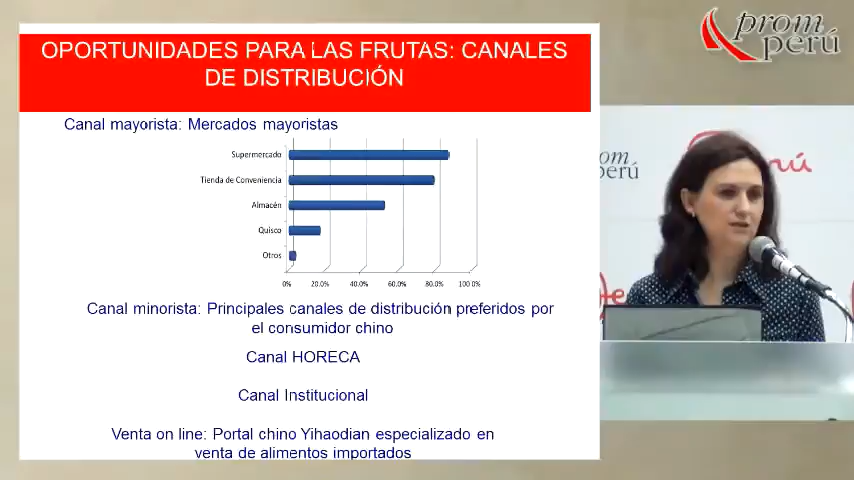 OPORTUNIDADES PARA LAS FRUTAS: CANALES
DE DISTRIBUCIÓN
prom
perú
Canal mayorista: Mercados mayoristas
Supermercado
Tienda de Conveniencia
Almacén
Quisco
Otros
0% 20.0% 40.0% 60.0% 80.0% 100.0%
Canal minorista: Principales canales de distribución preferidos por
el consumidor chino
Canal HORECA
Canal Institucional
Venta on line: Portal chino Yihaodian especializado en
venta de alimentos importados
om
perú
rú